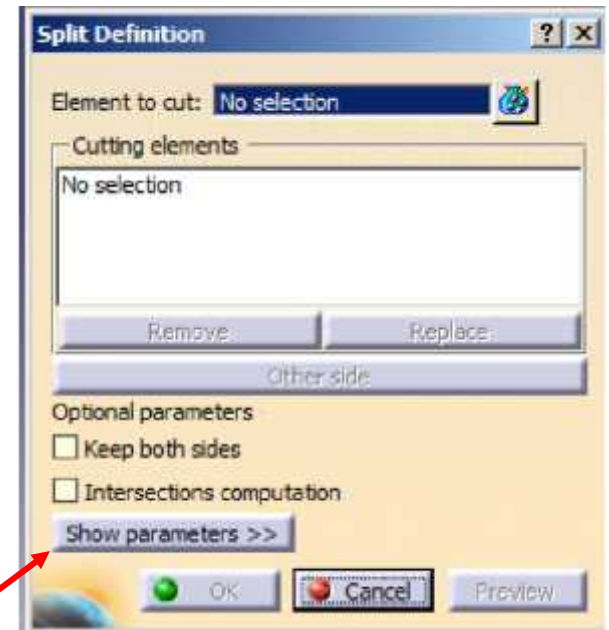 Split Definition
Element to cut: No selection
Cutting elements
No selection
Remove Replace
Other side
Optional parameters
Keep both sides
Intersections computation
Show parameters >>
OK Cancel Preview